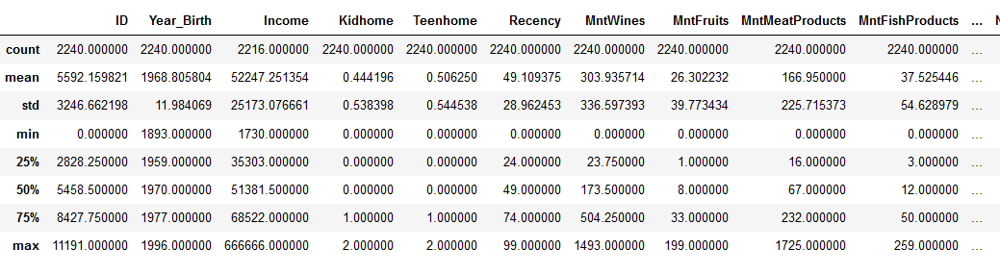 ID Year_Birth Income Kidhome Teenhome Recency MntWines MntFruits MntMeatProducts MntFishProducts ...
count 2240.000000 2240.000000 2216.000000 2240.000000 2240.000000 2240.000000 2240.000000 2240.000000 2240.000000 2240.000000 ...
mean 5592.159821 1968.805804 52247.251354 0.444196 0.506250 49.109375 303.935714 26.302232 166.950000 37.525446 ...
std 3246.662198 11.984069 25173.076661 0.538398 0.544538 28.962453 336.597393 39.773434 225.715373 54.628979 ...
min 0.000000 1893.000000 1730.000000 0.000000 0.000000 0.000000 0.000000 0.000000 0.000000 0.000000 ...
25% 2828.250000 1959.000000 35303.000000 0.000000 0.000000 24.000000 23.750000 1.000000 16.000000 3.000000 ...
50% 5458.500000 1970.000000 51381.500000 0.000000 0.000000 49.000000 173.500000 8.000000 67.000000 12.000000 ...
75% 8427.750000 1977.000000 68522.000000 1.000000 1.000000 74.000000 504.250000 33.000000 232.000000 50.000000 ...
max 11191.000000 1996.000000 666666.000000 2.000000 2.000000 99.000000 1493.000000 199.000000 1725.000000 259.000000 ...